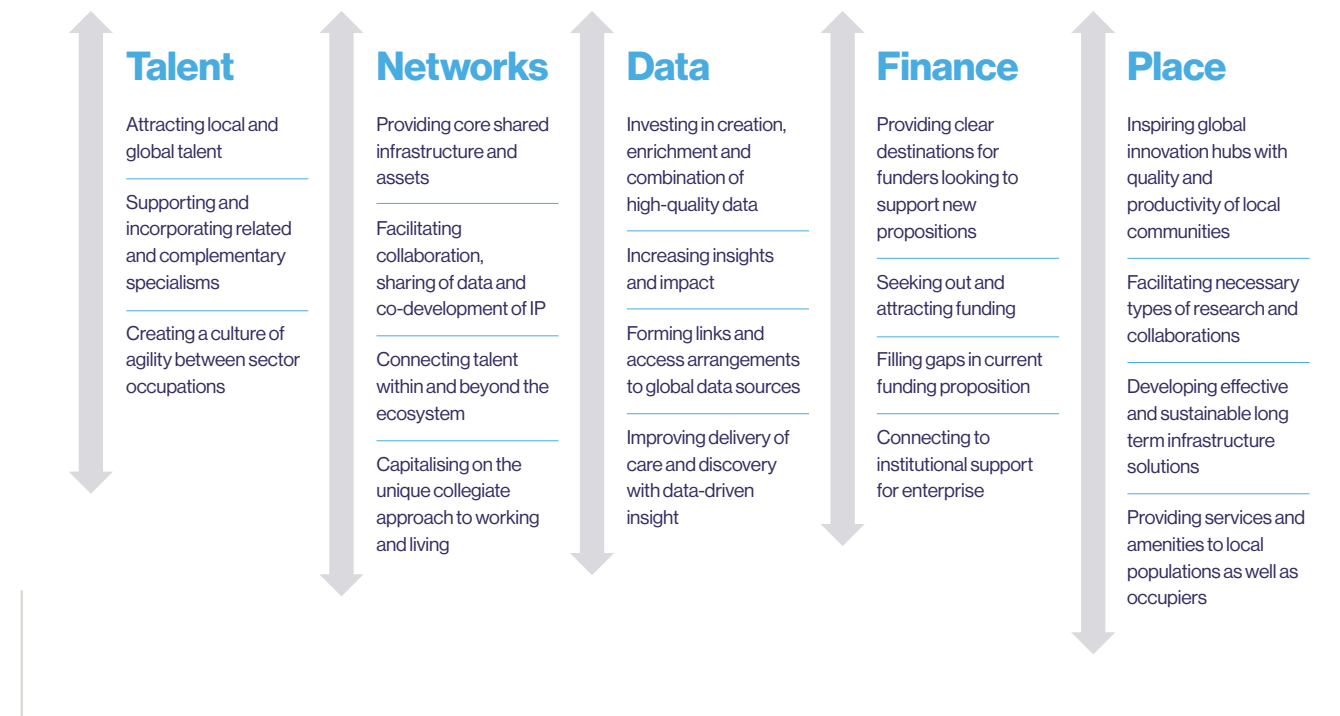 Talent
Attracting local and
global talent
Supporting and
incorporating related
and complementary
specialisms
Creating a culture of
agility between sector
occupations
Networks
Providing core shared
infrastructure and
assets
Facilitating
collaboration,
sharing of data and
co-development of IP
Connecting talent
within and beyond the
ecosystem
Capitalising on the
unique collegiate
approach to working
and living
Data
Investing in creation,
enrichment and
combination of
high-quality data
Increasing insights
and impact
Forming links and
access arrangements
to global data sources
Improving delivery of
care and discovery
with data-driven
insight
Finance
Providing clear
destinations for
funders looking to
support new
propositions
Seeking out and
attracting funding
Filling gaps in current
funding proposition
Connecting to
institutional support
for enterprise
Place
Inspiring global
innovation hubs with
quality and
productivity of local
communities
Facilitating necessary
types of research and
collaborations
Developing effective
and sustainable long
term infrastructure
solutions
Providing services and
amenities to local
populations as well as
occupiers